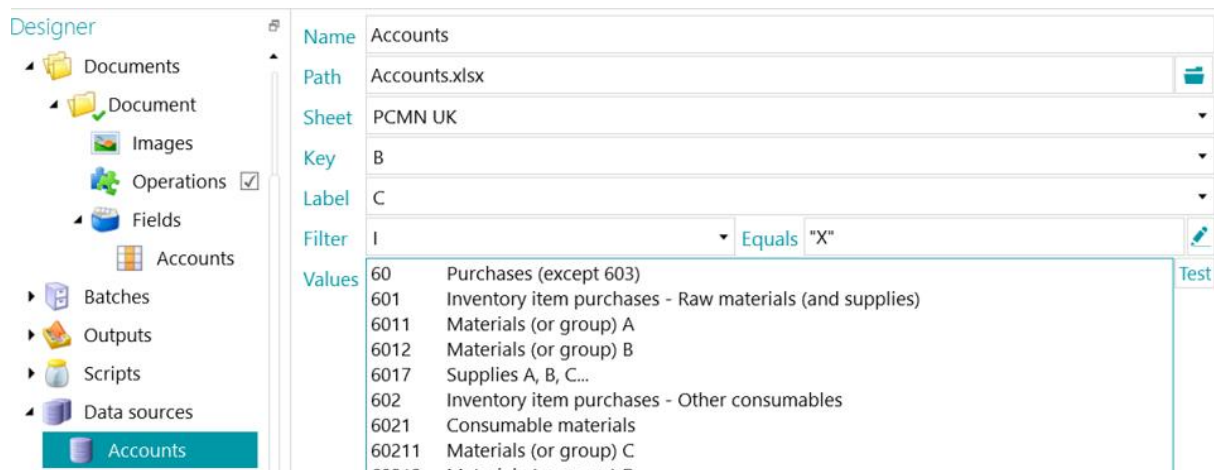 Designer
Documents
Document
Images
Operations
Fields
Accounts
Batches
Outputs
Scripts
Data sources
Accounts
Name Accounts
Path Accounts.xlsx
Sheet PCMN UK
Key B
Label C
Filter I Equals "X"
Values Test
60 Purchases (except 603)
601 Inventory item purchases - Raw materials (and supplies)
6011 Materials (or group) A
6012 Materials (or group) B
6017 Supplies A, B, C...
602 Inventory item purchases - Other consumables
6021 Consumable materials
60211 Materials (or group) C